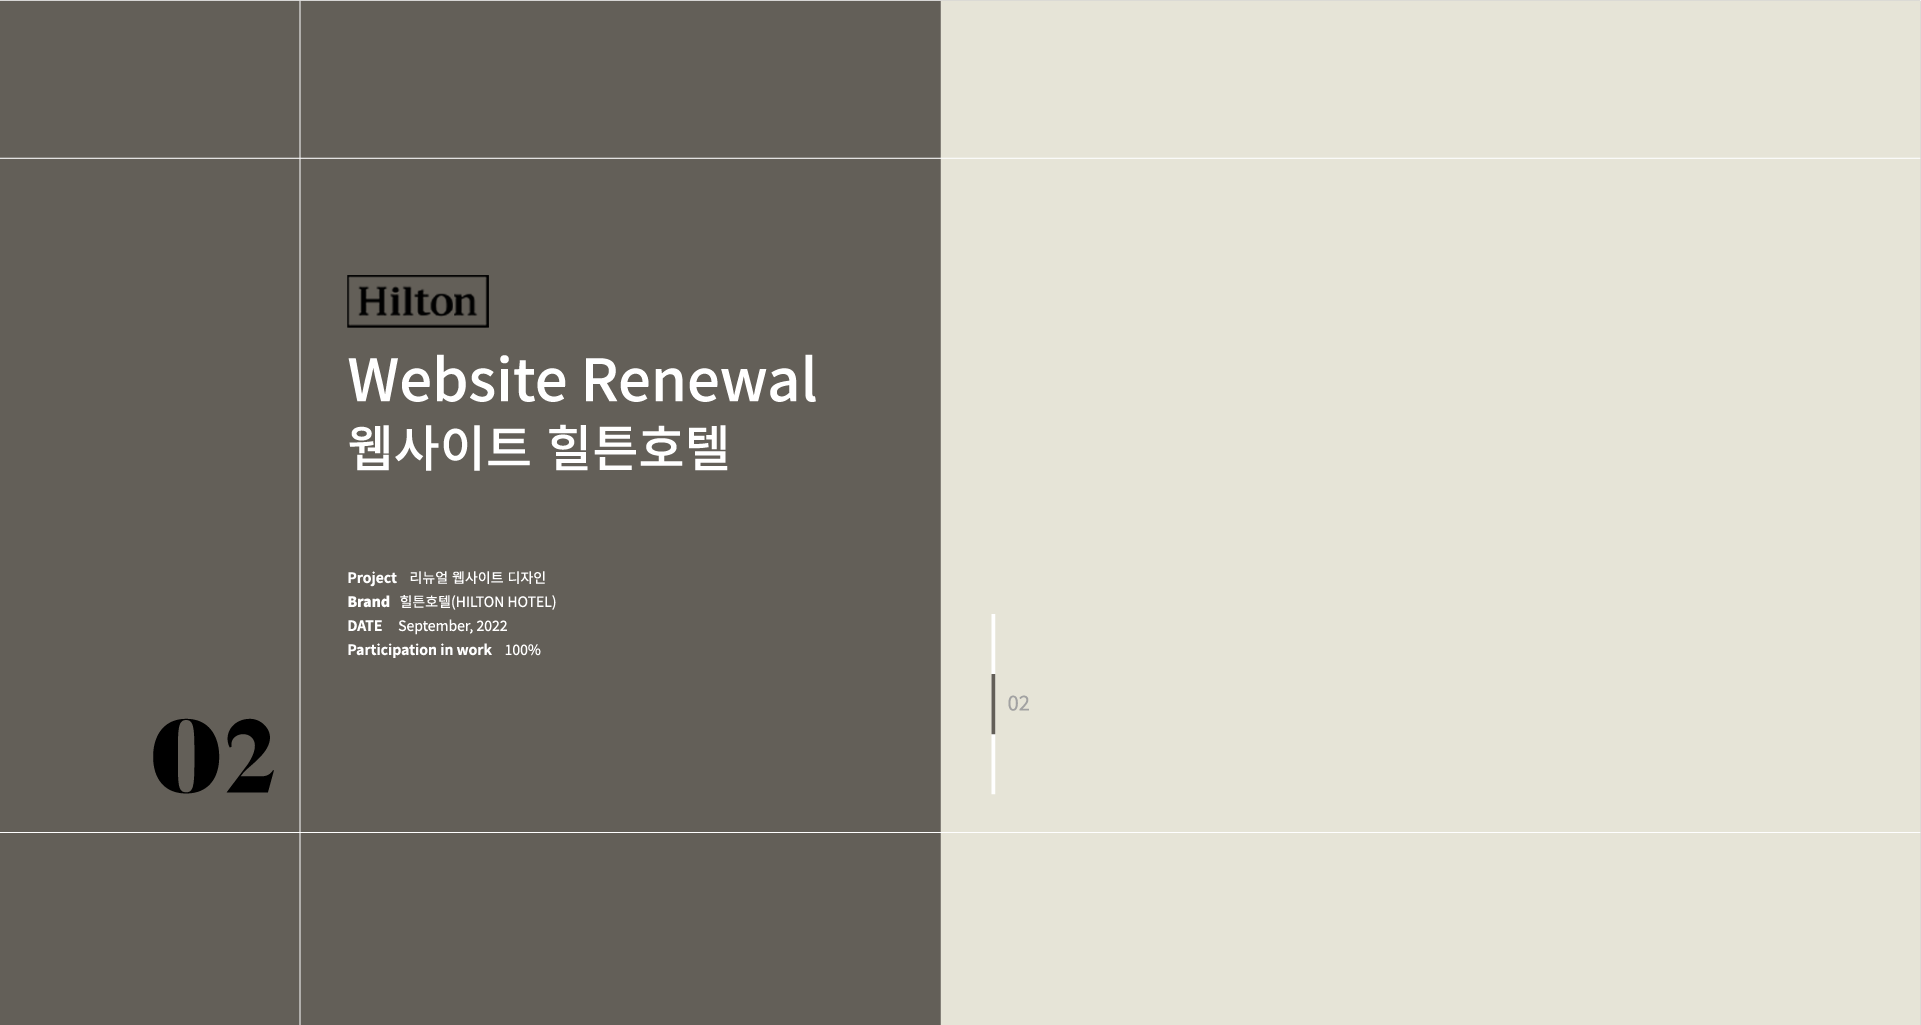 Hilton
Website Renewal
웹사이트 힐튼호텔
Project 리뉴얼 웹사이트 디자인
Brand 힐튼호텔(HILTON HOTEL)
DATE September, 2022
Participation in work 100%
02
02